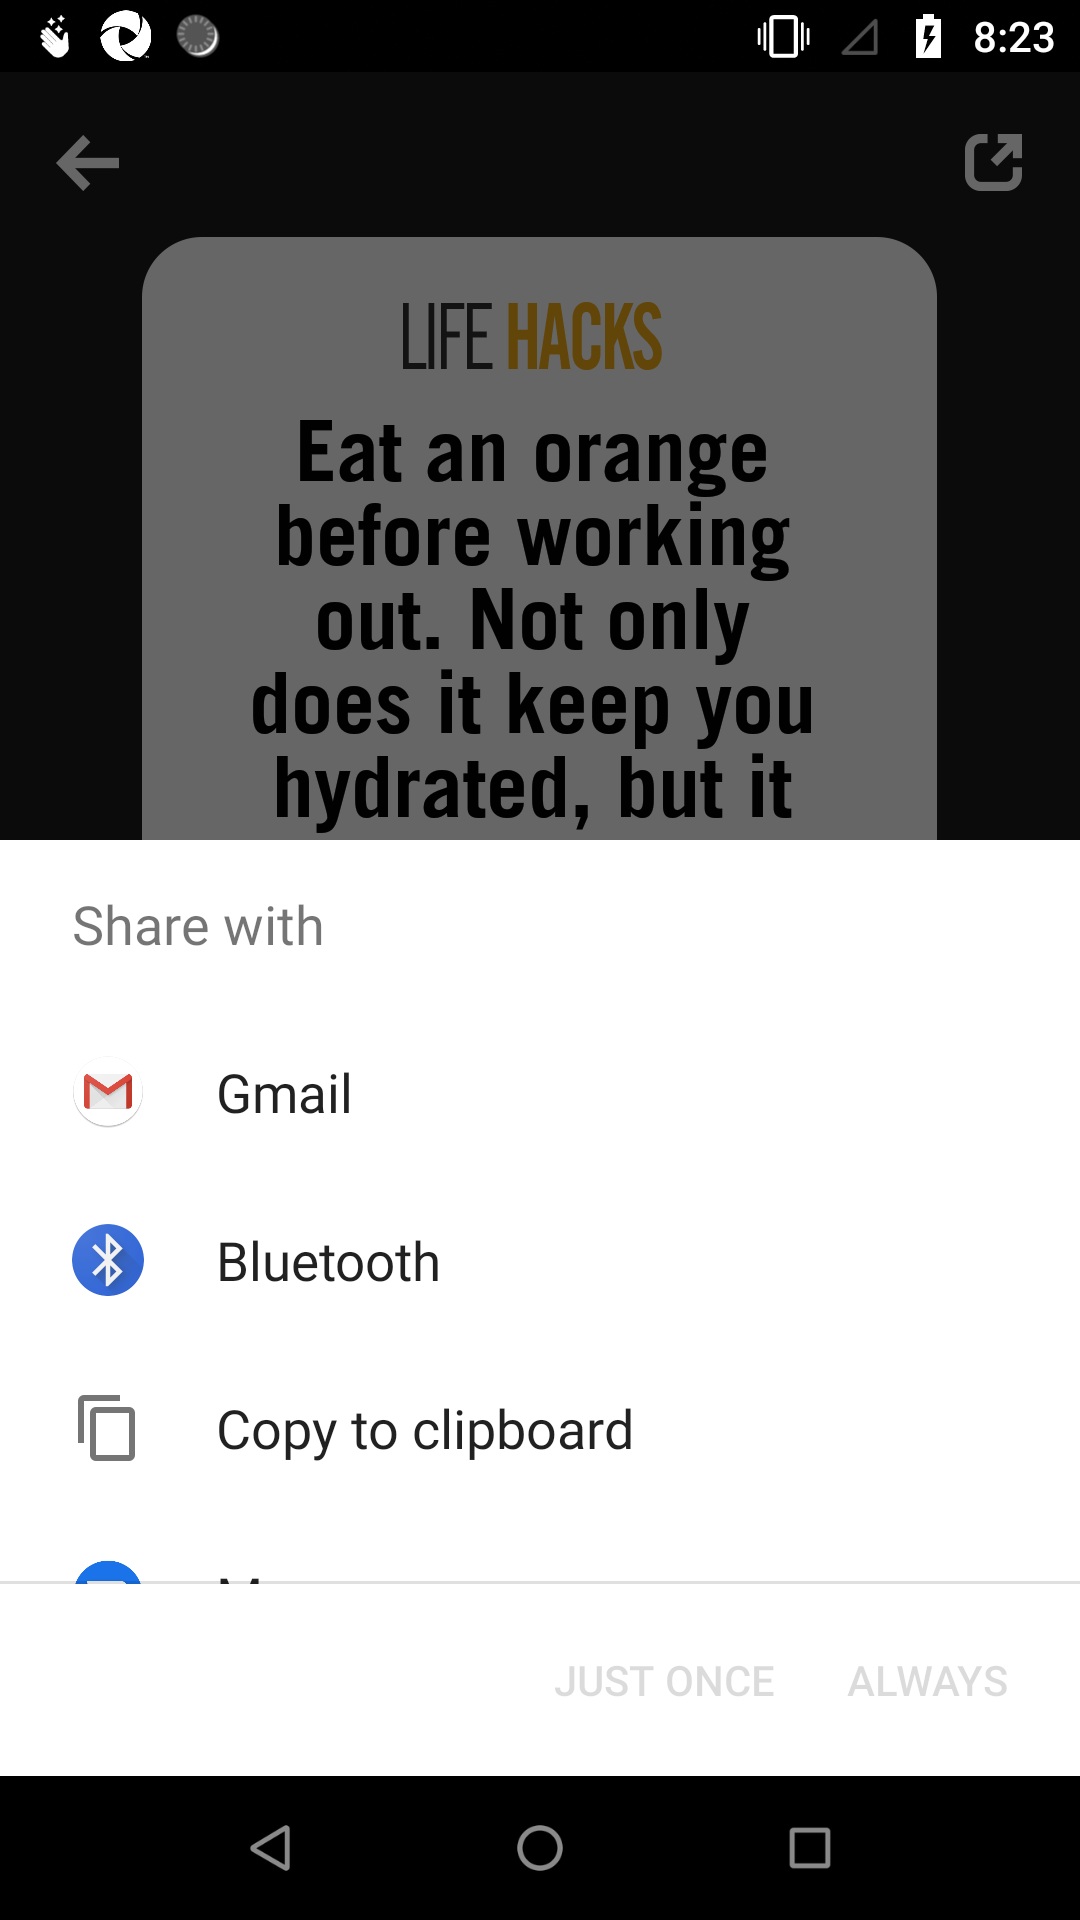 8:23
LIFE HACKS
Eat an orange
before working
out. Not only
does it keep you
hydrated, but it
Share with
Gmail
Bluetooth
Copy to clipboard
JUST ONCE ALWAYS